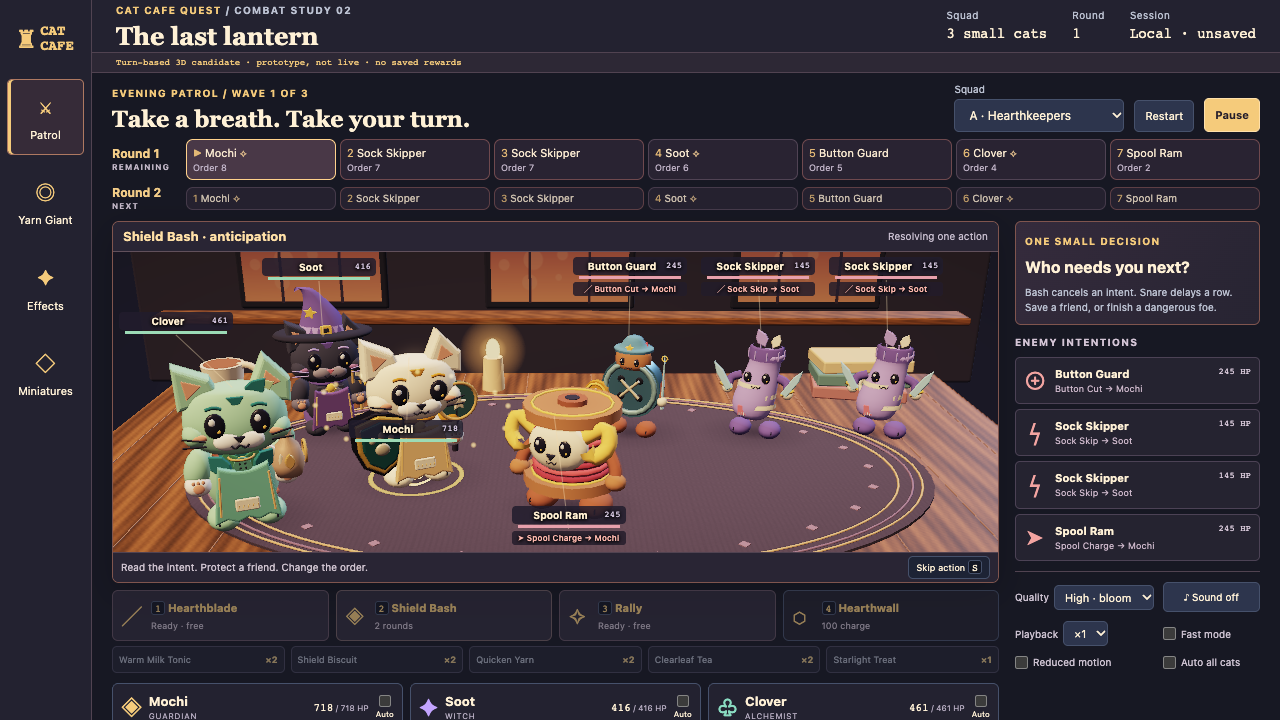 CAT CAFE
CAT CAFE QUEST / COMBAT STUDY 02
The last lantern
Squad
3 small cats
Round
1
Session
Local · unsaved
Turn-based 3D candidate · prototype, not live · no saved rewards
Patrol
Yarn Giant
Effects
Miniatures
EVENING PATROL / WAVE 1 OF 3
Take a breath. Take your turn.
Squad
A · Hearthkeepers
Restart
Pause
Round 1
REMAINING
▶ Mochi ✧
Order 8
2 Sock Skipper
Order 7
3 Sock Skipper
Order 7
4 Soot ✧
Order 6
5 Button Guard
Order 5
6 Clover ✧
Order 4
7 Spool Ram
Order 2
Round 2
NEXT
1 Mochi ✧
2 Sock Skipper
3 Sock Skipper
4 Soot ✧
5 Button Guard
6 Clover ✧
7 Spool Ram
Shield Bash · anticipation
Resolving one action
Soot 416
Button Guard 245
Button Cut → Mochi
Sock Skipper 145
Sock Skip → Soot
Sock Skipper 145
Sock Skip → Soot
Clover 461
Mochi 718
Spool Ram 245
➤ Spool Charge → Mochi
Read the intent. Protect a friend. Change the order.
Skip action S
1 Hearthblade
Ready · free
2 Shield Bash
2 rounds
3 Rally
Ready · free
4 Hearthwall
100 charge
Warm Milk Tonic ×2
Shield Biscuit ×2
Quicken Yarn ×2
Clearleaf Tea ×2
Starlight Treat ×1
Mochi
GUARDIAN
718 / 718 HP
Auto
Soot
WITCH
416 / 416 HP
Auto
Clover
ALCHEMIST
461 / 461 HP
Auto
ONE SMALL DECISION
Who needs you next?
Bash cancels an intent. Snare delays a row.
Save a friend, or finish a dangerous foe.
ENEMY INTENTIONS
Button Guard 245 HP
Button Cut → Mochi
Sock Skipper 145 HP
Sock Skip → Soot
Sock Skipper 145 HP
Sock Skip → Soot
Spool Ram 245 HP
Spool Charge → Mochi
Quality High · bloom
♪ Sound off
Playback ×1
Fast mode
Reduced motion
Auto all cats